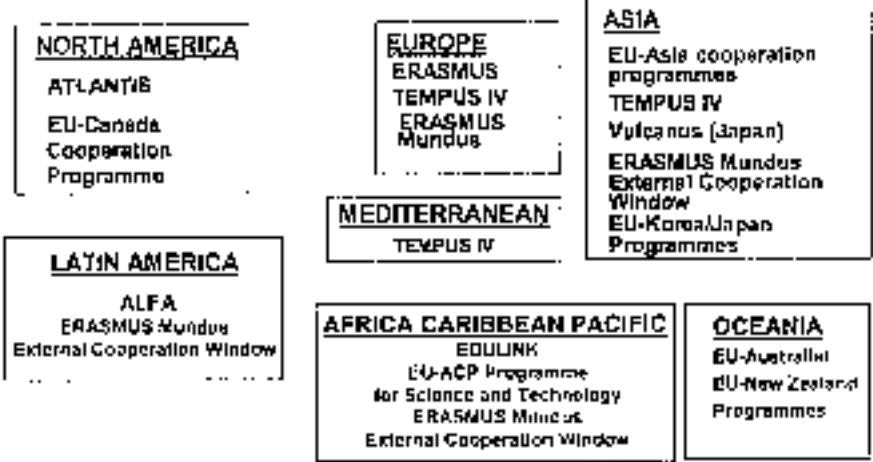 NORTH AMERICA
ATLANTIS
EU-Canada
Cooperation
Programme
EUROPE
ERASMUS
TEMPUS IV
ERASMUS
Mundus
ASIA
EU-Asia cooperation
programmes
TEMPUS IV
Vulcanus (Japan)
ERASMUS Mundus
External Cooperation
Window
EU-Korea/Japan
Programmes
MEDITERRANEAN
TEMPUS IV
LATIN AMERICA
ALFA
ERASMUS Mundus
External Cooperation Window
AFRICA CARIBBEAN PACIFIC
EDULINK
EU-ACP Programme
for Science and Technology
ERASMUS Mundus
External Cooperation Window
OCEANIA
EU-Australia/
EU-New Zealand
Programmes